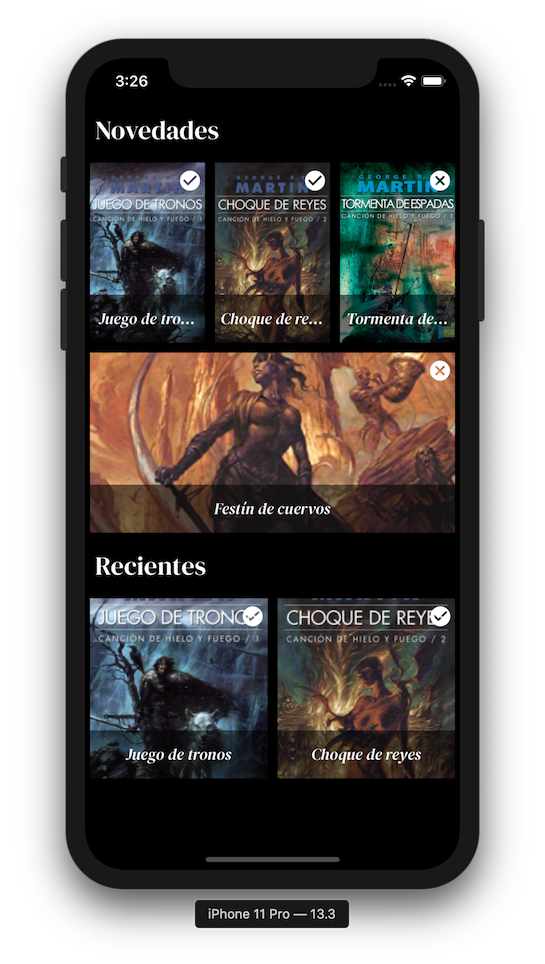 3:26
Novedades
GEORGE R. R.
MARTIN
JUEGO DE TRONOS
CANCIÓN DE HIELO Y FUEGO / 1
Juego de tro...
GEORGE R. R.
MARTIN
CHOQUE DE REYES
CANCIÓN DE HIELO Y FUEGO / 2
Choque de re...
GEORGE R. R.
MARTIN
TORMENTA DE ESPADAS
CANCIÓN DE HIELO Y FUEGO / 3
Tormenta de...
Festín de cuervos
Recientes
JUEGO DE TRONO
CANCIÓN DE HIELO Y FUEGO / 1
Juego de tronos
CHOQUE DE REYE
CANCIÓN DE HIELO Y FUEGO / 2
Choque de reyes
iPhone 11 Pro — 13.3